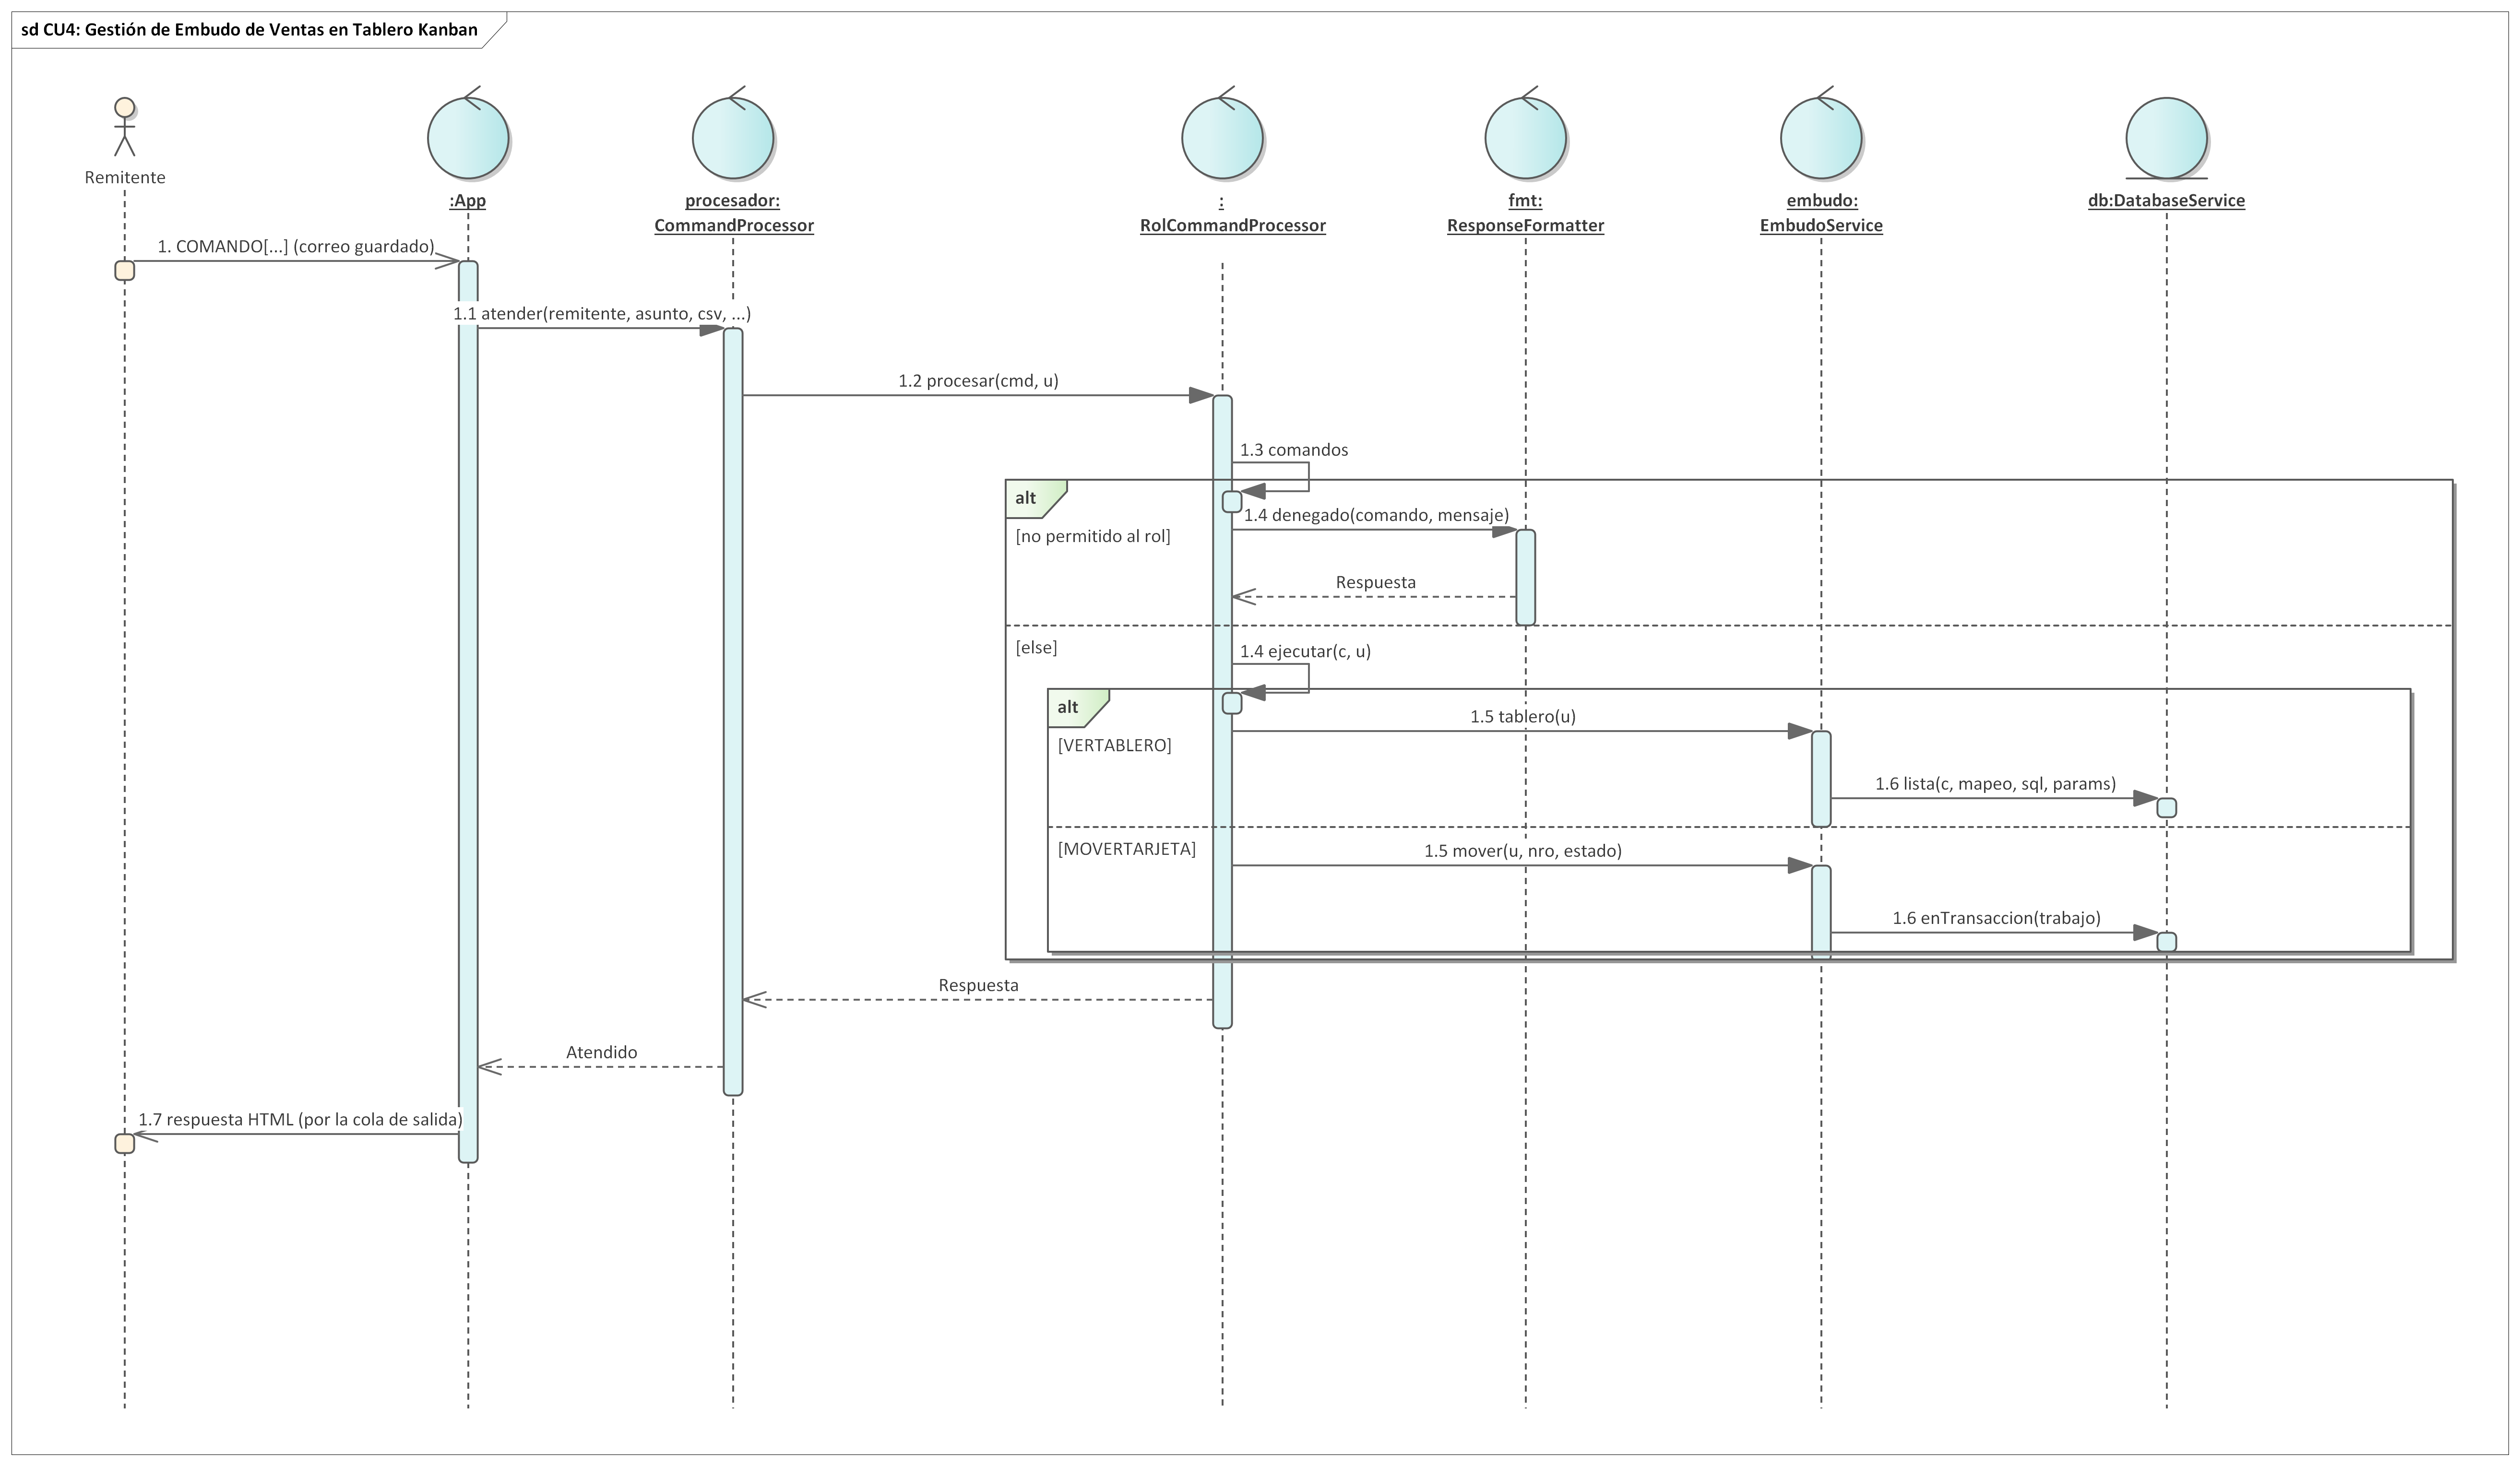 sd CU4: Gestión de Embudo de Ventas en Tablero Kanban
Remitente
:App
procesador:
CommandProcessor
:
RolCommandProcessor
fmt:
ResponseFormatter
embudo:
EmbudoService
db:DatabaseService
1. COMANDO[...] (correo guardado)
1.1 atender(remitente, asunto, csv, ...)
1.2 procesar(cmd, u)
1.3 comandos
alt
1.4 denegado(comando, mensaje)
[no permitido al rol]
Respuesta
[else]
1.4 ejecutar(c, u)
alt
1.5 tablero(u)
[VERTABLERO]
1.6 lista(c, mapeo, sql, params)
[MOVERTARJETA]
1.5 mover(u, nro, estado)
1.6 enTransaccion(trabajo)
Respuesta
Atendido
1.7 respuesta HTML (por la cola de salida)